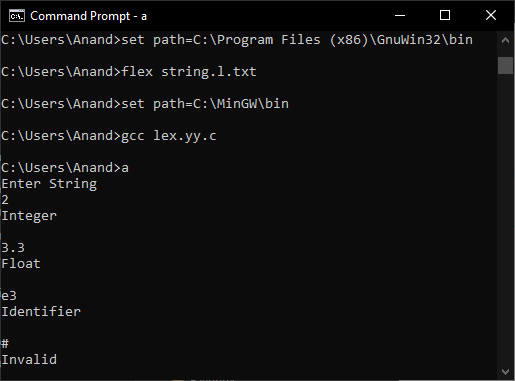 Command Prompt - a
C:\Users\Anand>set path=C:\Program Files (x86)\GnuWin32\bin
C:\Users\Anand>flex string.l.txt
C:\Users\Anand>set path=C:\MinGW\bin
C:\Users\Anand>gcc lex.yy.c
C:\Users\Anand>a
Enter String
2
Integer
3.3
Float
e3
Identifier
#
Invalid